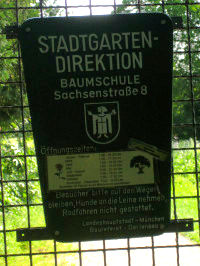 STADTGARTEN-
DIREKTION
BAUMSCHULE
Sachsenstraße 8
Öffnungszeiten:
Besucher bitte auf den Wegen
bleiben, Hunde an die Leine nehmen,
Radfahren nicht gestattet.
Landeshauptstadt München
Baureferat - Gartenbau